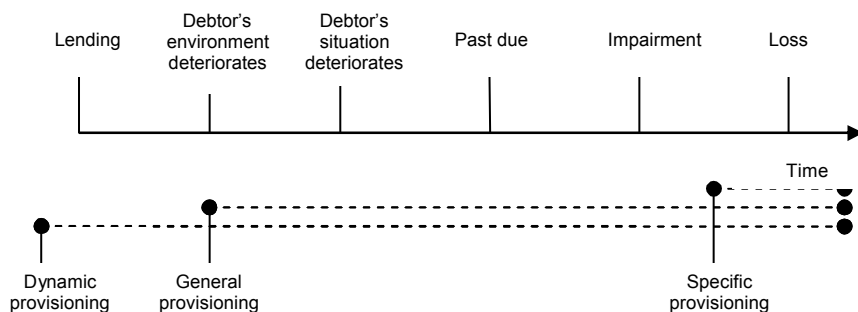 Lending
Debtor’s
environment
deteriorates
Debtor’s
situation
deteriorates
Past due
Impairment
Loss
Time
Dynamic
provisioning
General
provisioning
Specific
provisioning